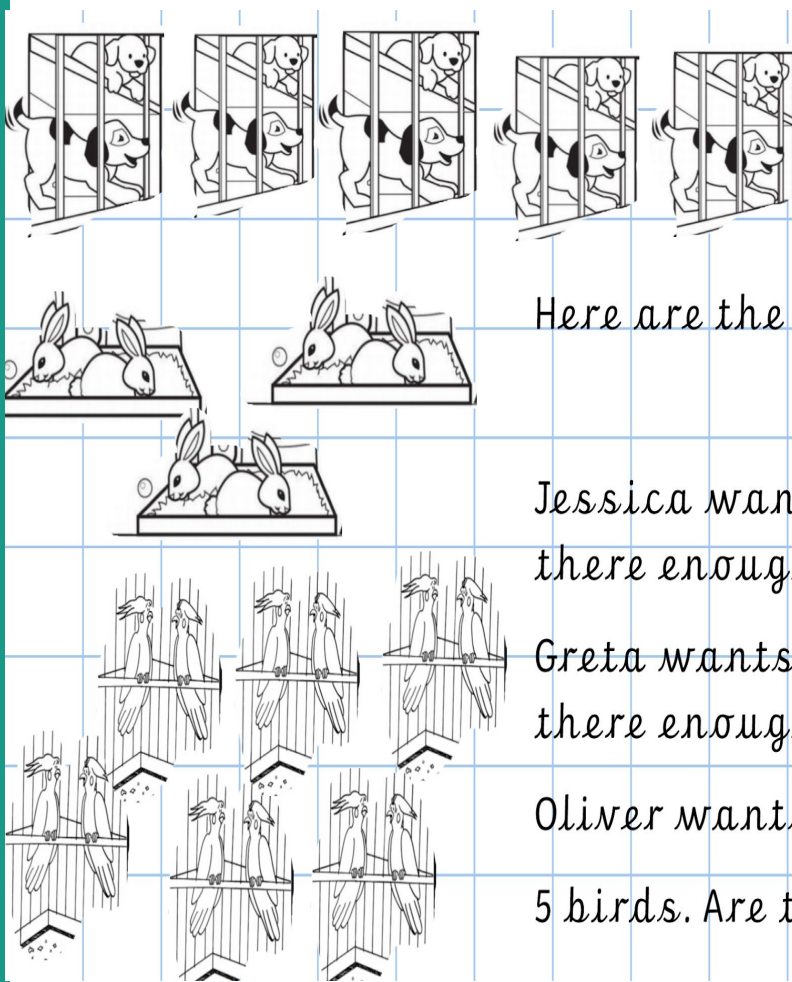 Here are the
Jessica wan
there enoug
Greta wants
there enoug
Oliver want
5 birds. Are t